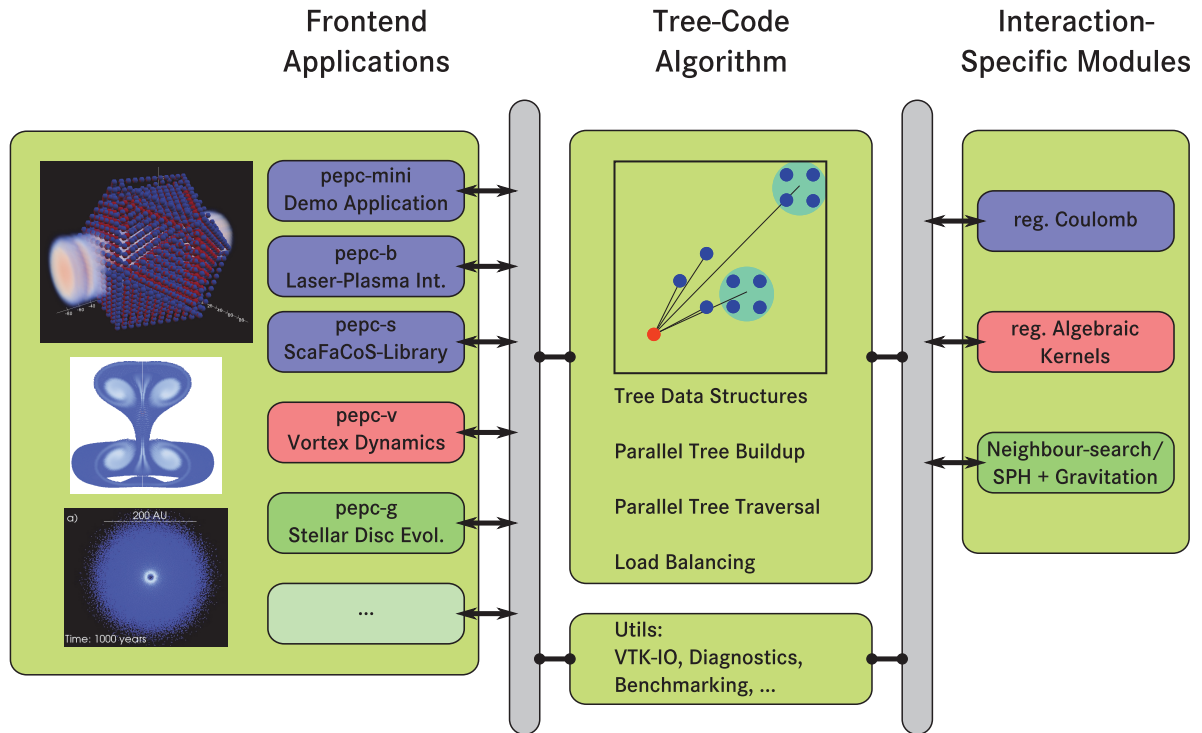 Frontend
Applications
Tree-Code
Algorithm
Interaction-
Specific Modules
pepc-mini
Demo Application
pepc-b
Laser-Plasma Int.
pepc-s
ScaFaCoS-Library
pepc-v
Vortex Dynamics
pepc-g
Stellar Disc Evol.
...
a)
200 AU
Time: 1000 years
Tree Data Structures
Parallel Tree Buildup
Parallel Tree Traversal
Load Balancing
Utils:
VTK-IO, Diagnostics,
Benchmarking, ...
reg. Coulomb
reg. Algebraic
Kernels
Neighbour-search/
SPH + Gravitation